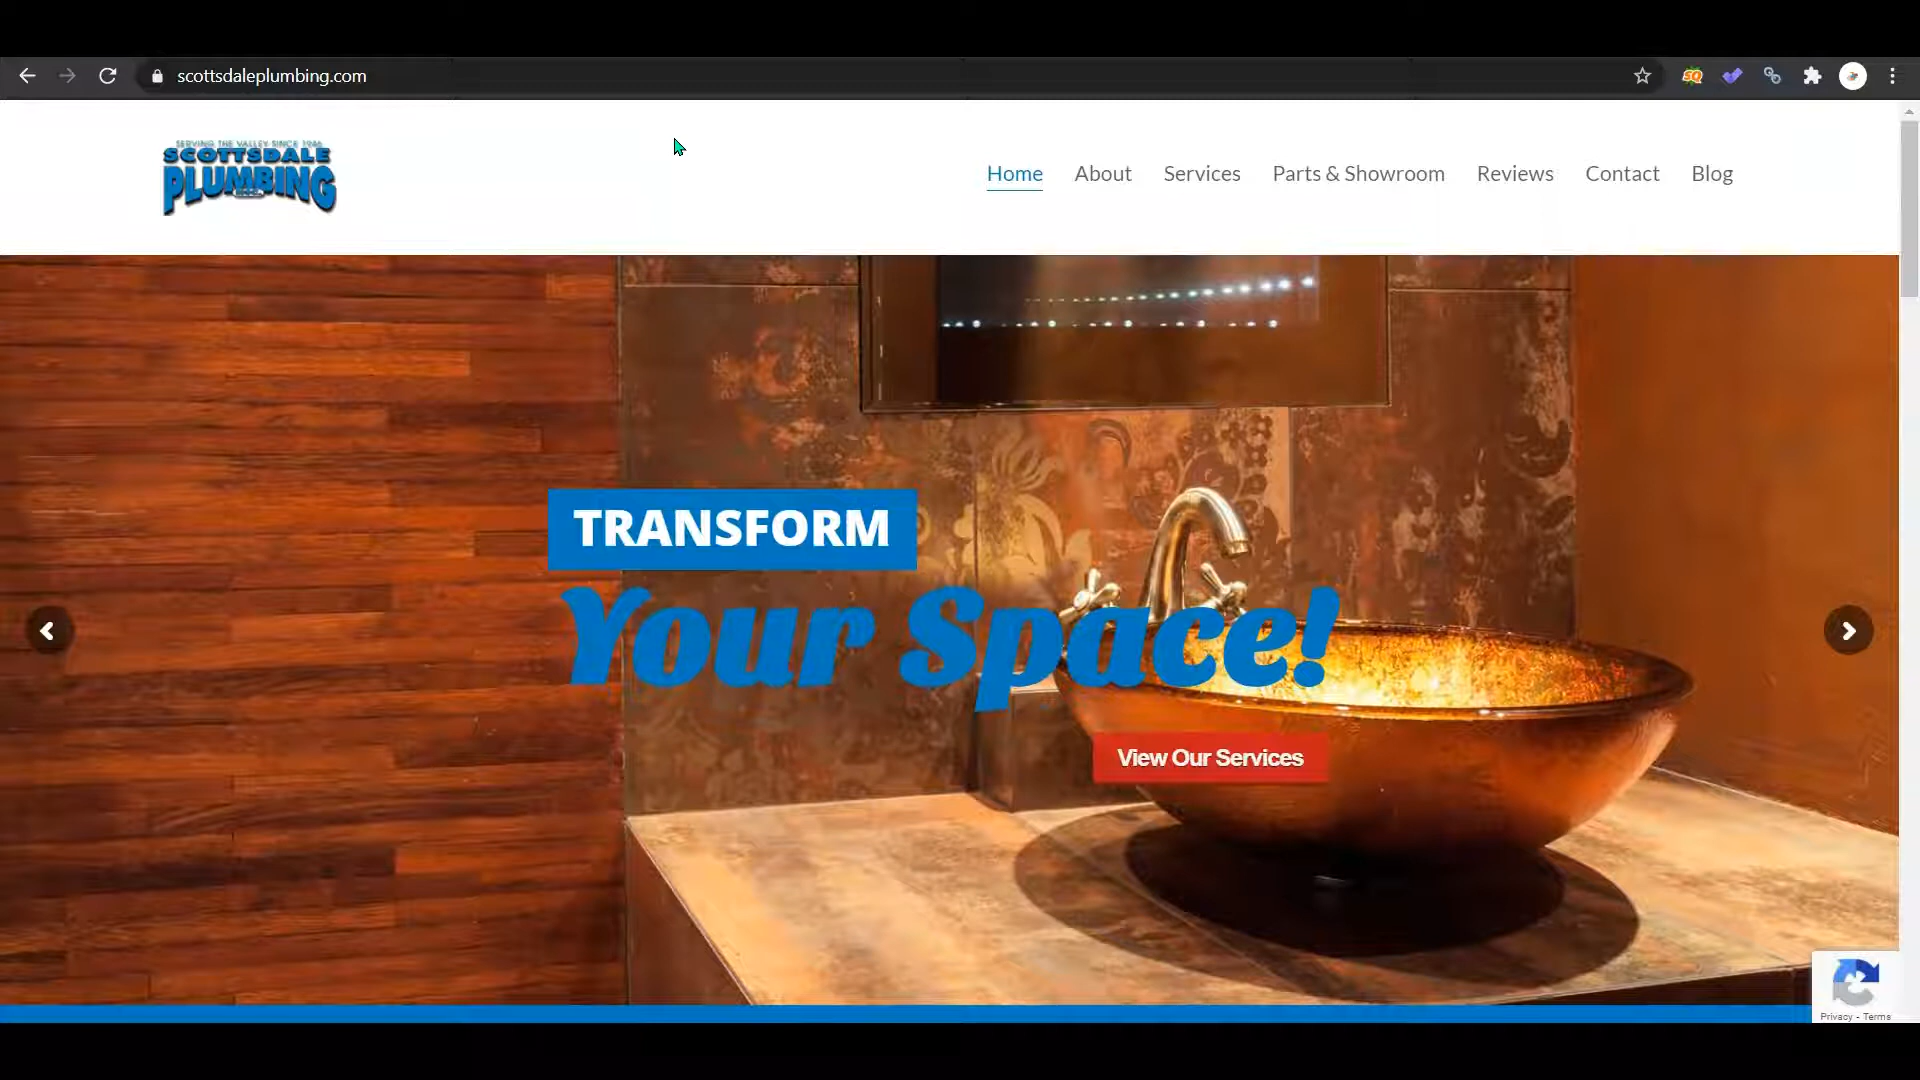 scottsdaleplumbing.com
SERVING THE VALLEY SINCE 1946
SCOTTSDALE
PLUMBING
Home About Services Parts & Showroom Reviews Contact Blog
TRANSFORM
Your Space!
View Our Services
Privacy - Terms